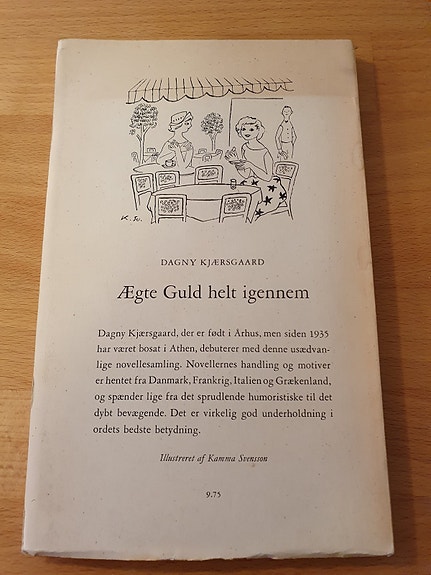 K. Sv.
DAGNY KJÆRSGAARD
Ægte Guld helt igennem
Dagny Kjærsgaard, der er født i Århus, men siden 1935
har været bosat i Athen, debuterer med denne usædvan-
lige novellesamling. Novellernes handling og motiver
er hentet fra Danmark, Frankrig, Italien og Grækenland,
og spænder lige fra det sprudlende humoristiske til det
dybt bevægende. Det er virkelig god underholdning i
ordets bedste betydning.
Illustreret af Kamma Svensson
9.75